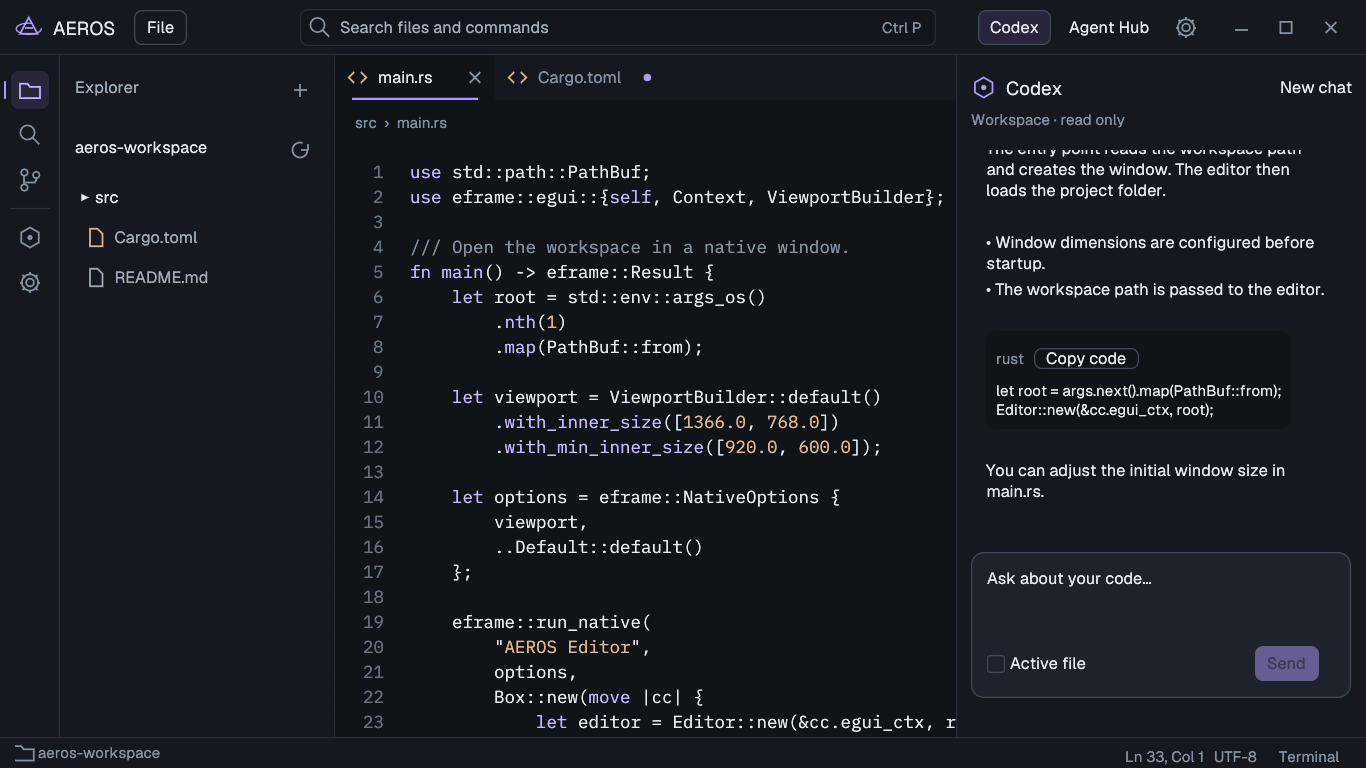 AEROS File Search files and commands Ctrl P Codex Agent Hub
Explorer
aeros-workspace
src
Cargo.toml
README.md
main.rs Cargo.toml
src › main.rs
1 use std::path::PathBuf;
2 use eframe::egui::{self, Context, ViewportBuilder};
3
4 /// Open the workspace in a native window.
5 fn main() -> eframe::Result {
6 let root = std::env::args_os()
7 .nth(1)
8 .map(PathBuf::from);
9
10 let viewport = ViewportBuilder::default()
11 .with_inner_size([1366.0, 768.0])
12 .with_min_inner_size([920.0, 600.0]);
13
14 let options = eframe::NativeOptions {
15 viewport,
16 ..Default::default()
17 };
18
19 eframe::run_native(
20 "AEROS Editor",
21 options,
22 Box::new(move |cc| {
23 let editor = Editor::new(&cc.egui_ctx, r
Codex New chat
Workspace · read only
The entry point reads the workspace path
and creates the window. The editor then
loads the project folder.
• Window dimensions are configured before
startup.
• The workspace path is passed to the editor.
rust Copy code
let root = args.next().map(PathBuf::from);
Editor::new(&cc.egui_ctx, root);
You can adjust the initial window size in
main.rs.
Ask about your code…
Active file Send
aeros-workspace Ln 33, Col 1 UTF-8 Terminal